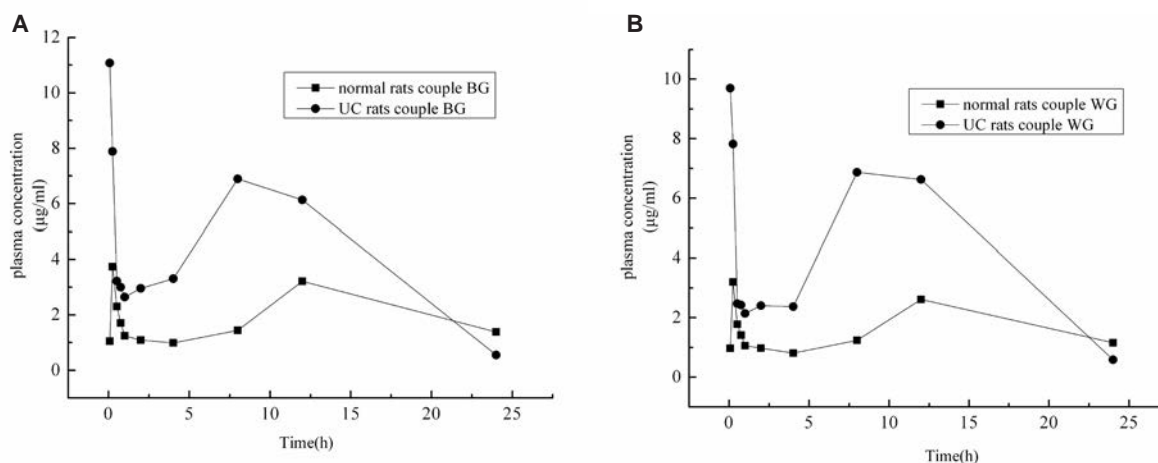 A
12
10
8
6
4
2
0
plasma concentration
(µg/ml)
normal rats couple BG
UC rats couple BG
0
5
10
15
20
25
Time(h)
B
10
8
6
4
2
0
plasma concentration
(µg/ml)
normal rats couple WG
UC rats couple WG
0
5
10
15
20
25
Time(h)